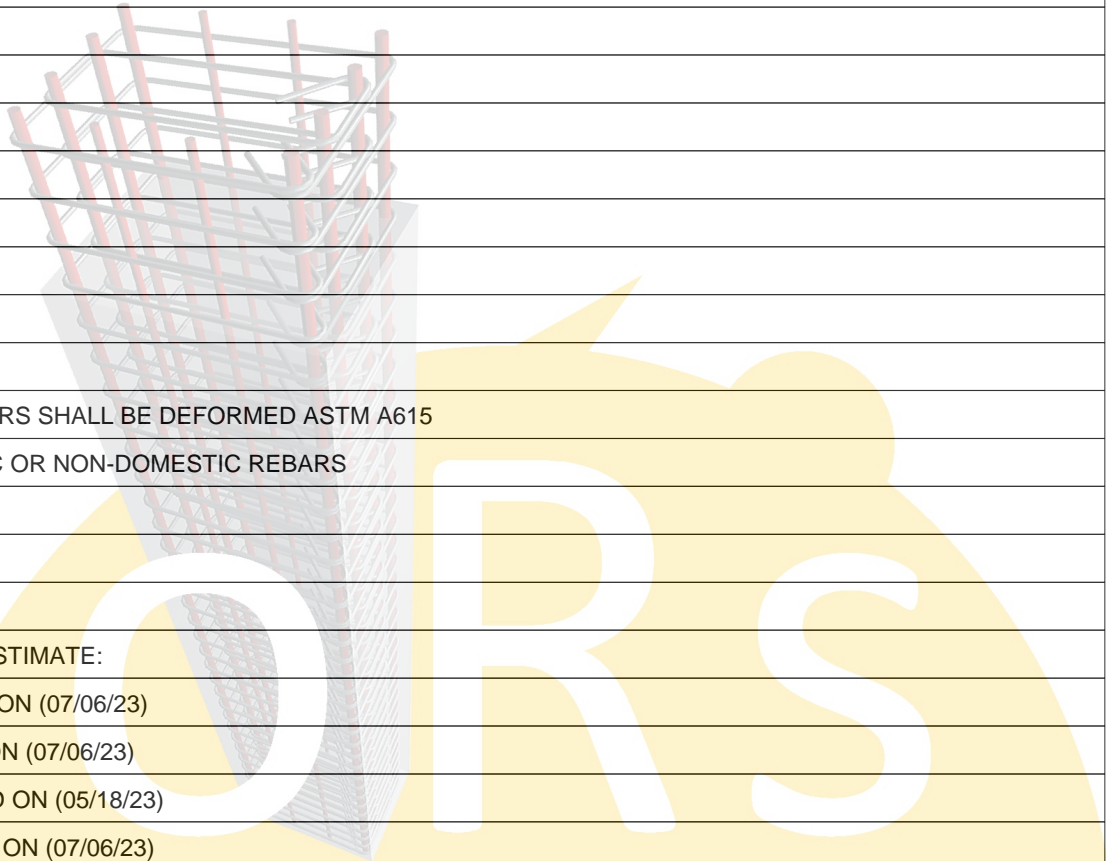 RS SHALL BE DEFORMED ASTM A615
C OR NON-DOMESTIC REBARS
STIMATE:
ON (07/06/23)
ON (07/06/23)
D ON (05/18/23)
ON (07/06/23)
ORS